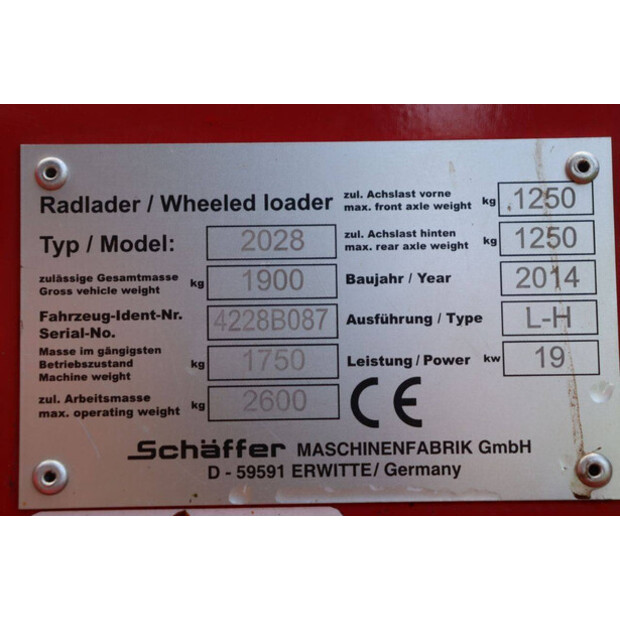 Radlader / Wheeled loader
Typ / Model: 2028
zulässige Gesamtmasse
Gross vehicle weight kg 1900
Fahrzeug-Ident-Nr.
Serial-No. 4228B087
Masse im gängigsten
Betriebszustand
Machine weight kg 1750
zul. Arbeitsmasse
max. operating weight kg 2600
zul. Achslast vorne
max. front axle weight kg 1250
zul. Achslast hinten
max. rear axle weight kg 1250
Baujahr / Year 2014
Ausführung / Type L-H
Leistung / Power kw 19
CE
Schäffer MASCHINENFABRIK GmbH
D - 59591 ERWITTE / Germany